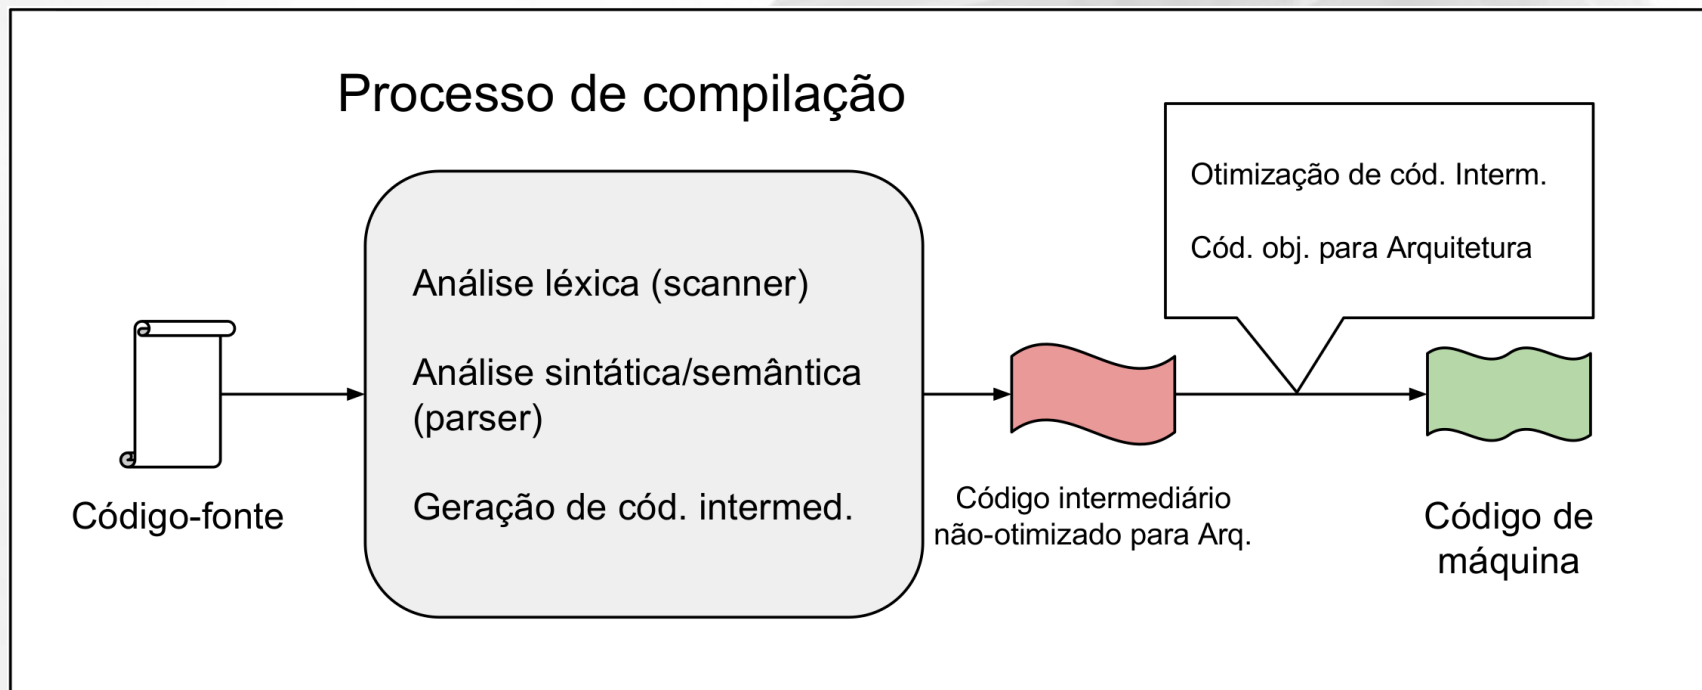 Processo de compilação
Otimização de cód. Interm.
Cód. obj. para Arquitetura
Análise léxica (scanner)
Análise sintática/semântica
(parser)
Geração de cód. intermed.
Código-fonte
Código intermediário
não-otimizado para Arq.
Código de
máquina